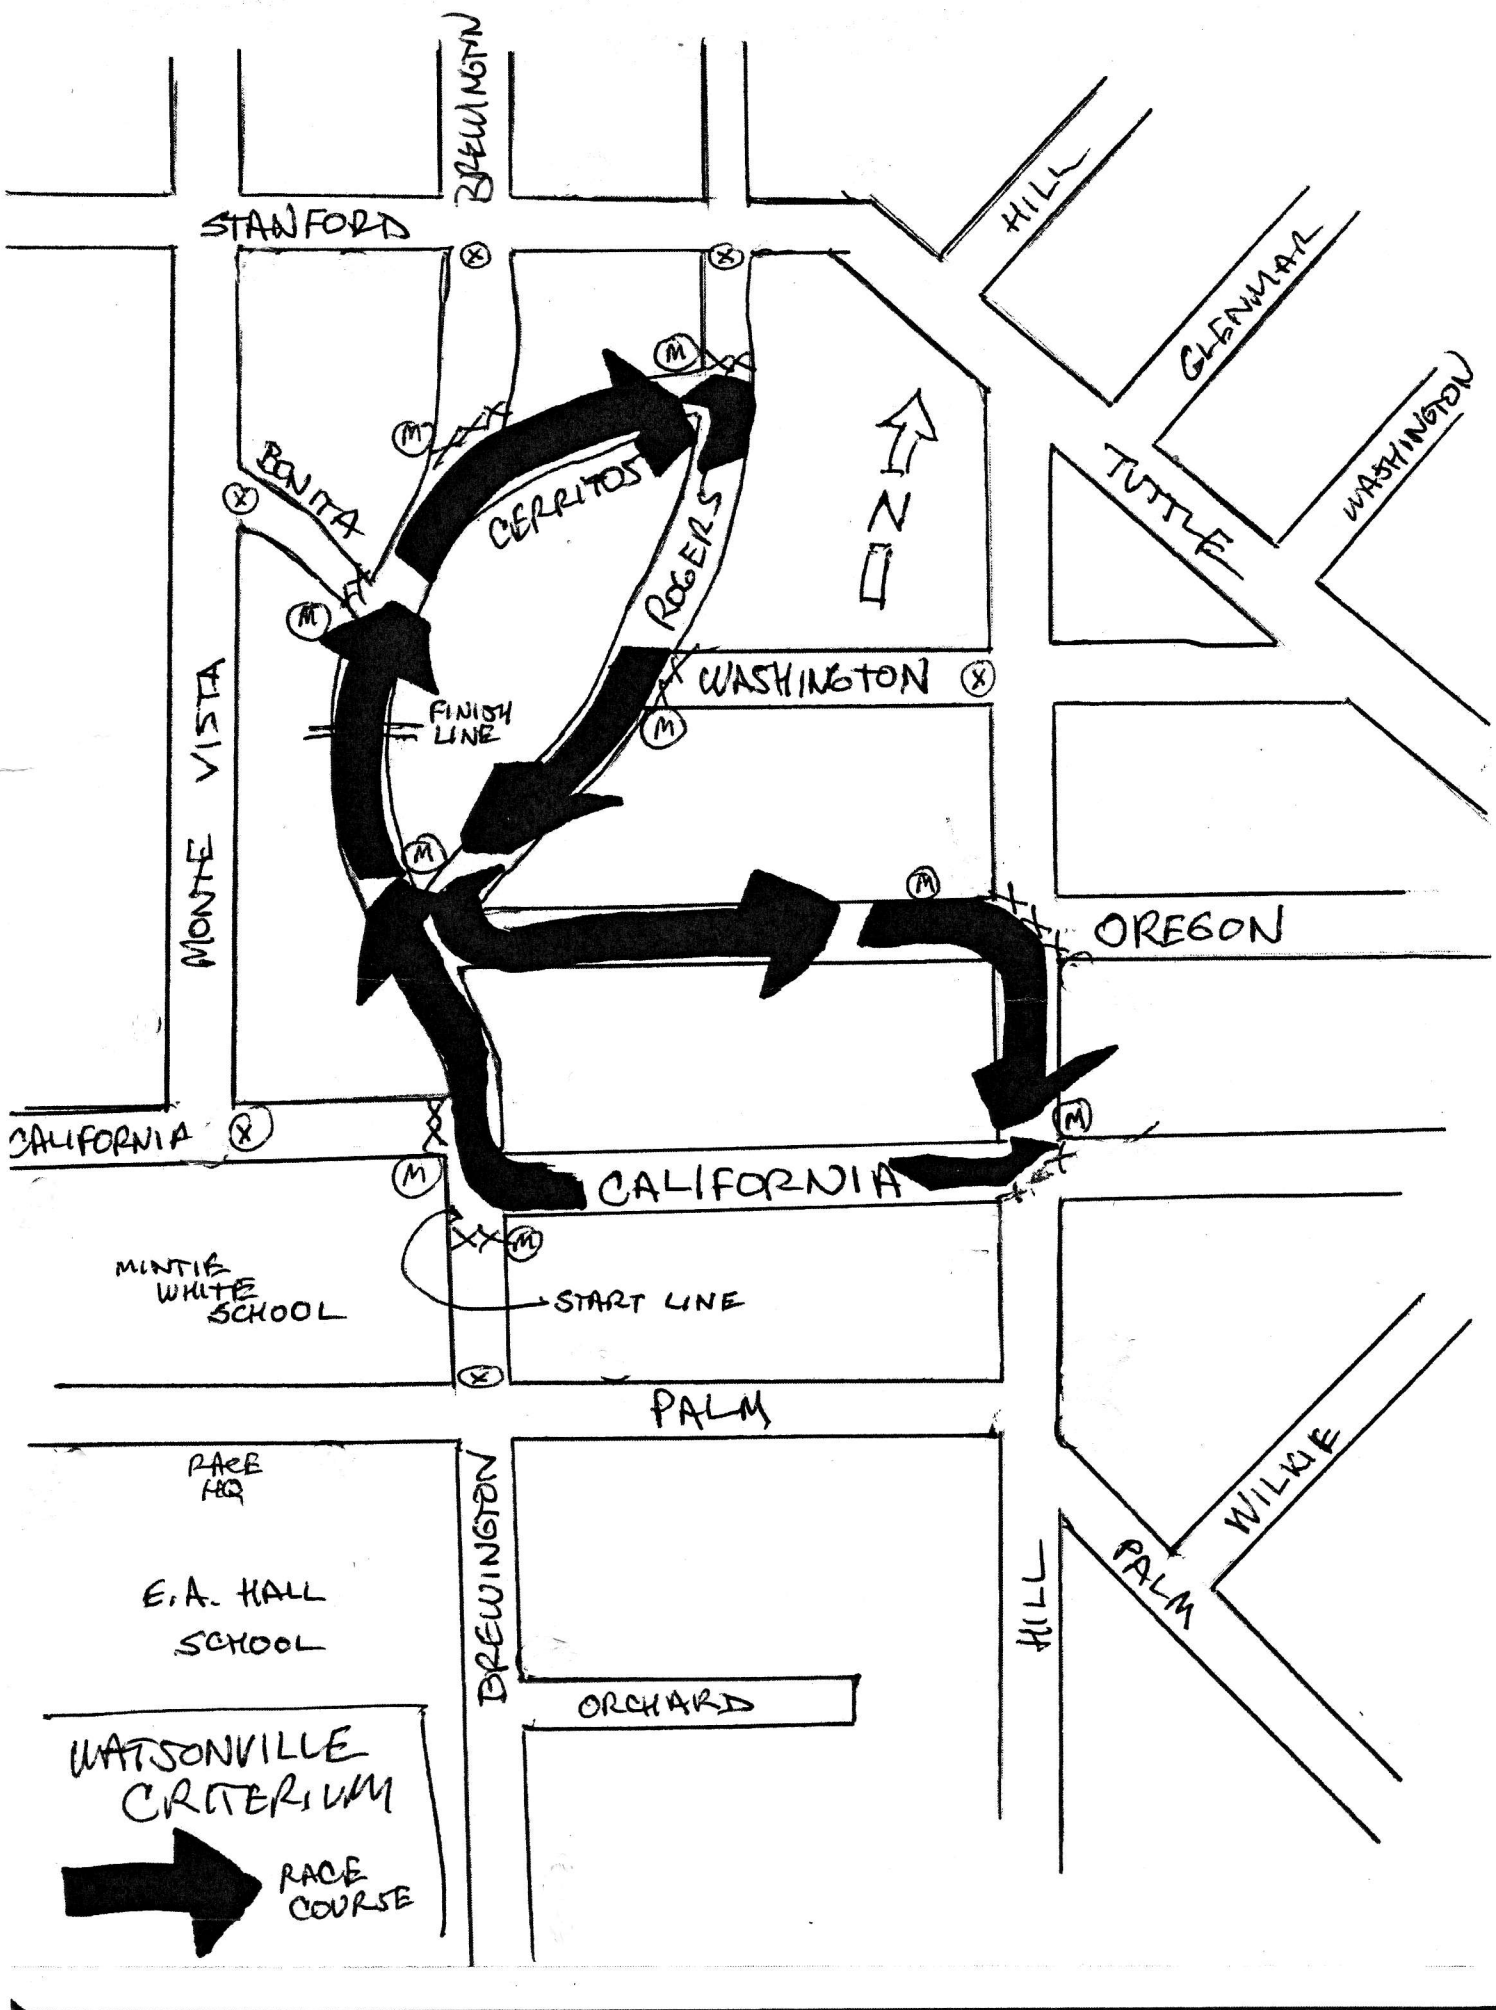 BREWINGTON
HILL
STANFORD
GLENMAR
WASHINGTON
X
X
M
M
BONITA
CERRITOS
TUTTLE
X
N
ROGERS
M
WASHINGTON
X
M
FINISH
LINE
MONTE VISTA
M
M
OREGON
CALIFORNIA
X
M
M
CALIFORNIA
M
MINTIE
WHITE
SCHOOL
START LINE
X
PALM
RACE
HQ
BREWINGTON
WILKIE
PALM
HILL
E.A. HALL
SCHOOL
ORCHARD
WATSONVILLE
CRITERIUM
RACE
COURSE